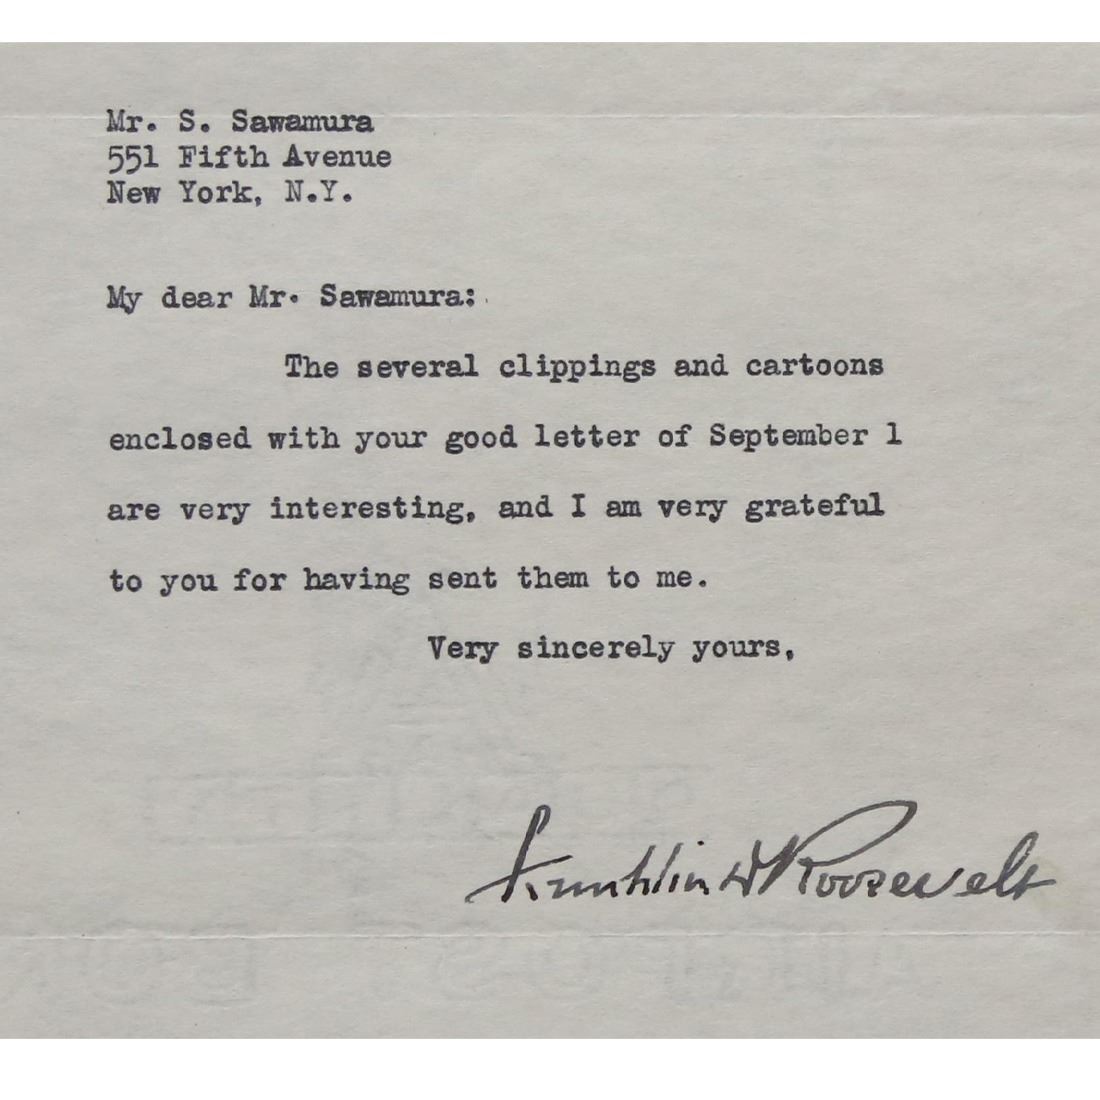 Mr. S. Sawamura
551 Fifth Avenue
New York, N.Y.
My dear Mr. Sawamura:
The several clippings and cartoons
enclosed with your good letter of September 1
are very interesting, and I am very grateful
to you for having sent them to me.
Very sincerely yours,
Franklin D Roosevelt